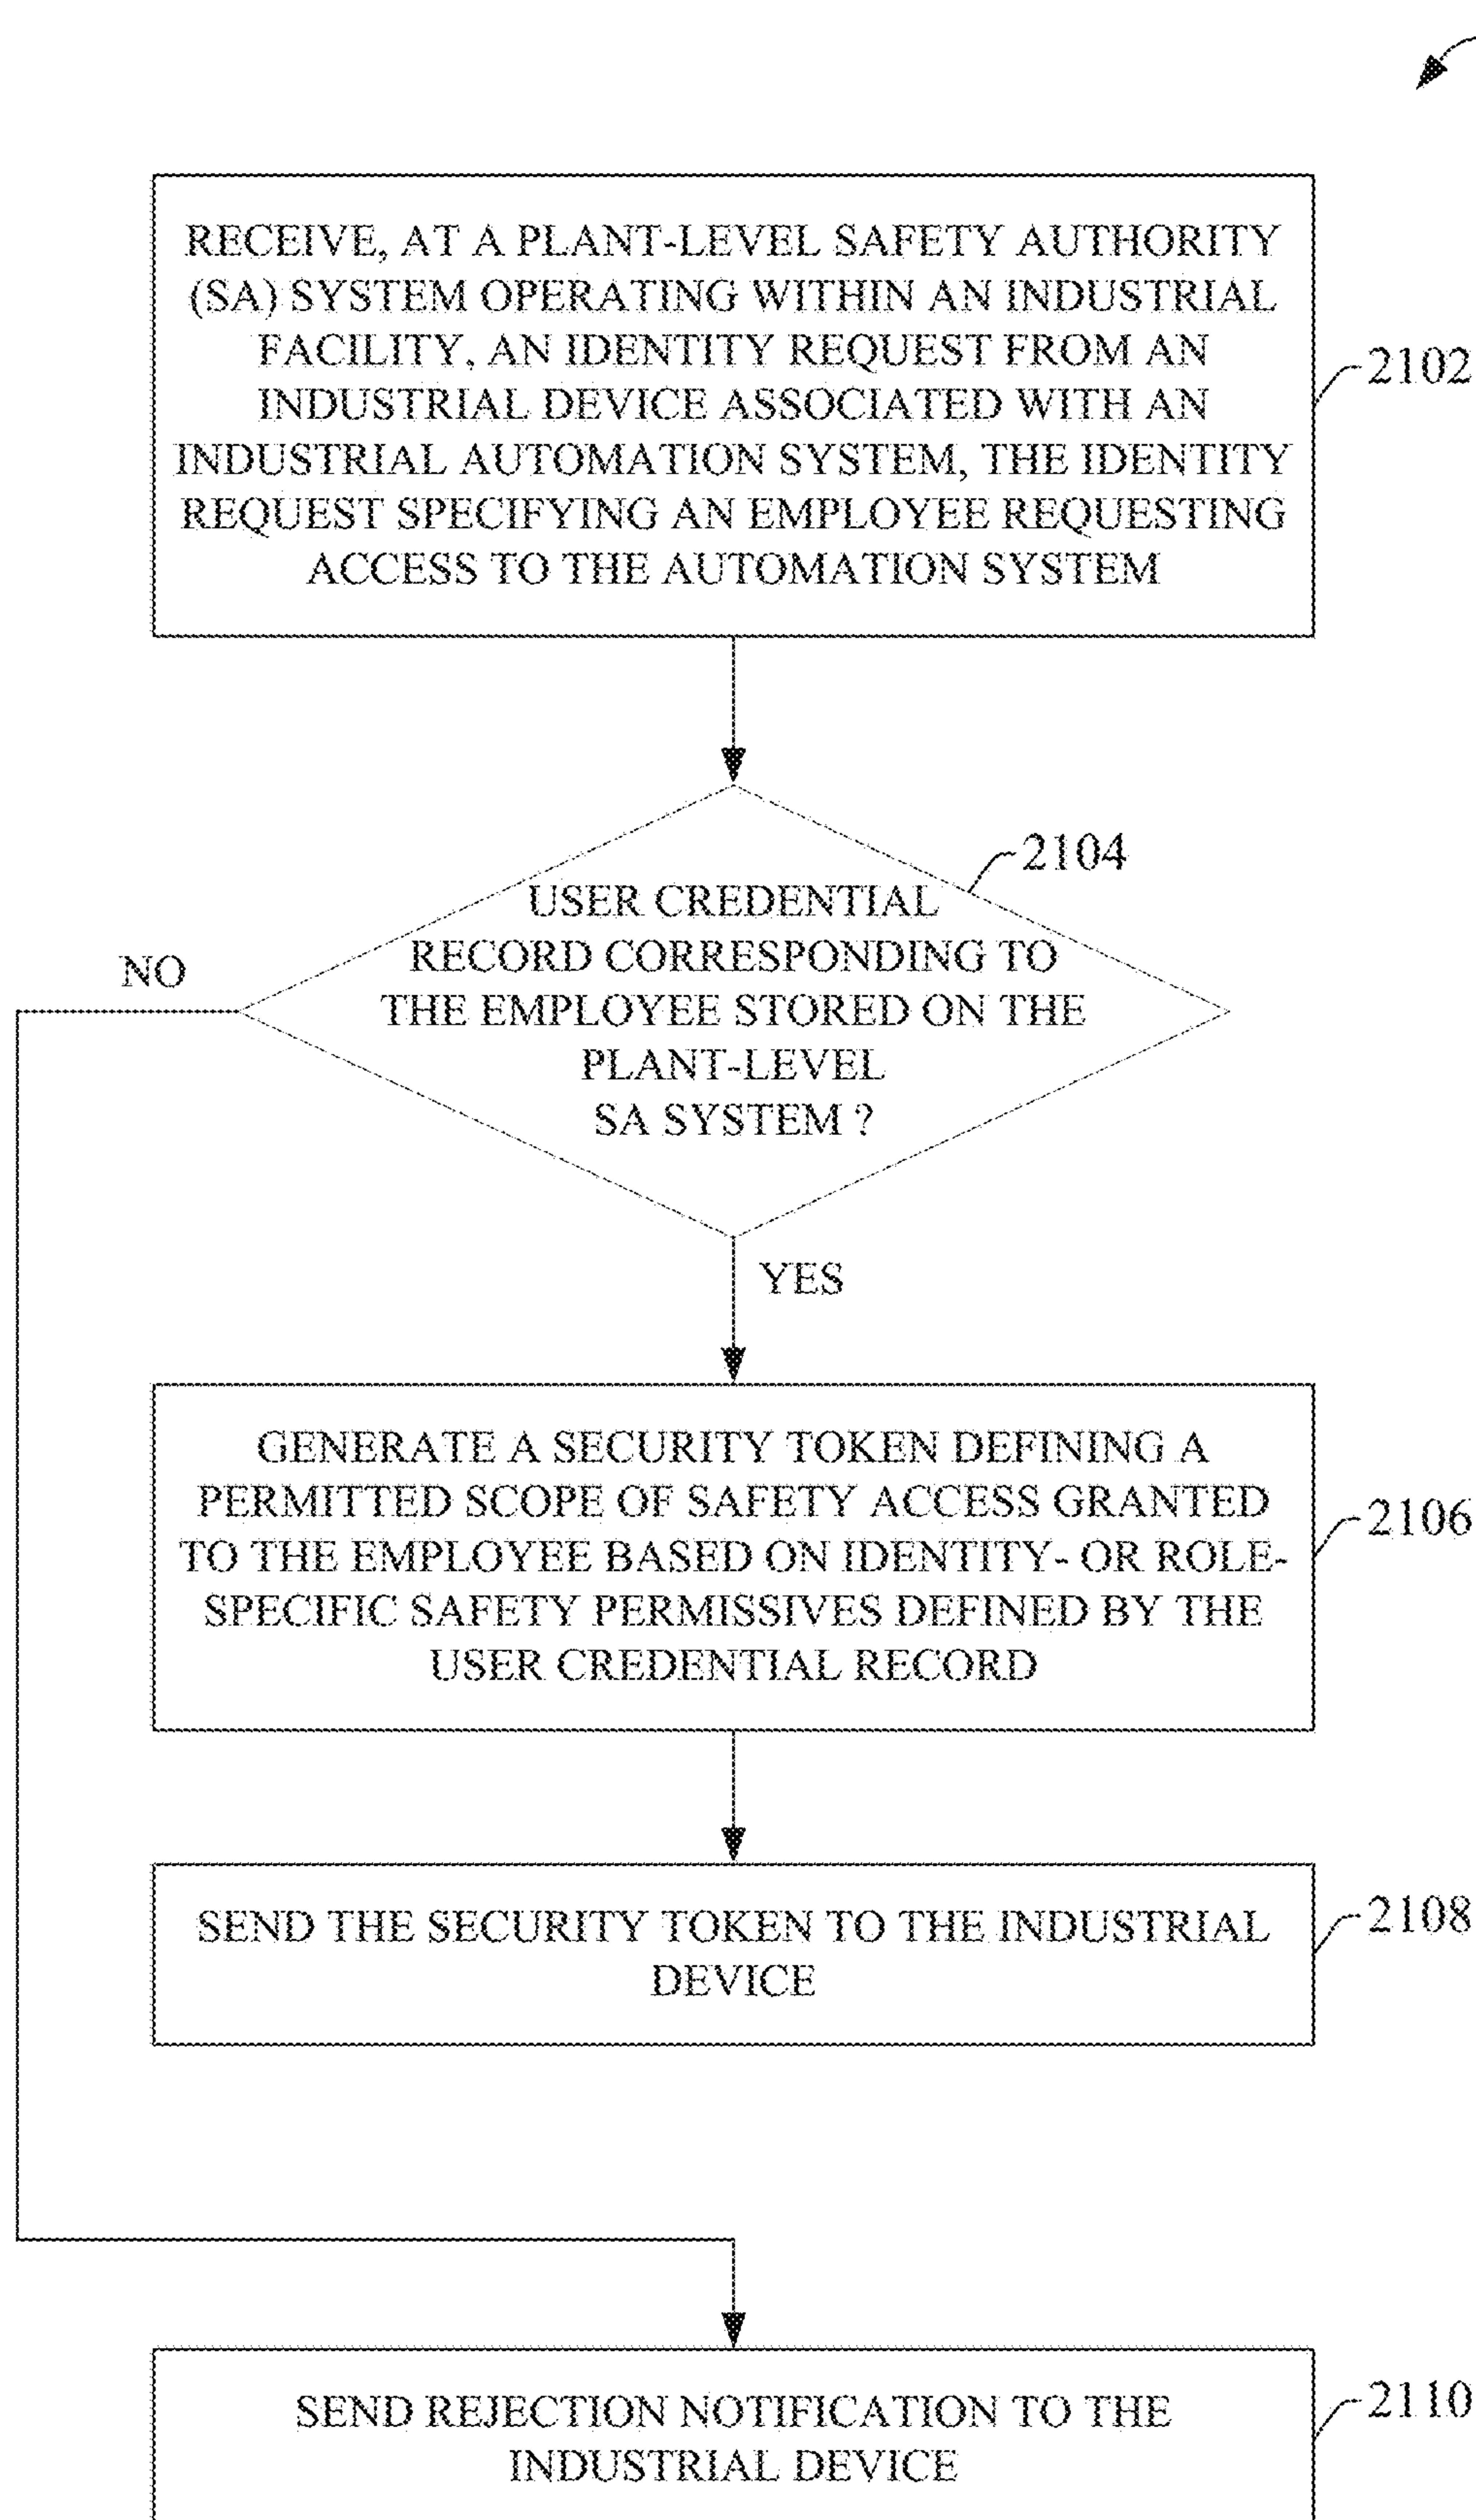 RECEIVE, AT A PLANT-LEVEL SAFETY AUTHORITY
(SA) SYSTEM OPERATING WITHIN AN INDUSTRIAL
FACILITY, AN IDENTITY REQUEST FROM AN
INDUSTRIAL DEVICE ASSOCIATED WITH AN
INDUSTRIAL AUTOMATION SYSTEM, THE IDENTITY
REQUEST SPECIFYING AN EMPLOYEE REQUESTING
ACCESS TO THE AUTOMATION SYSTEM
2102
2104
USER CREDENTIAL
RECORD CORRESPONDING TO
THE EMPLOYEE STORED ON THE
PLANT-LEVEL
SA SYSTEM ?
NO
YES
GENERATE A SECURITY TOKEN DEFINING A
PERMITTED SCOPE OF SAFETY ACCESS GRANTED
TO THE EMPLOYEE BASED ON IDENTITY- OR ROLE-
SPECIFIC SAFETY PERMISSIVES DEFINED BY THE
USER CREDENTIAL RECORD
2106
SEND THE SECURITY TOKEN TO THE INDUSTRIAL
DEVICE
2108
SEND REJECTION NOTIFICATION TO THE
INDUSTRIAL DEVICE
2110